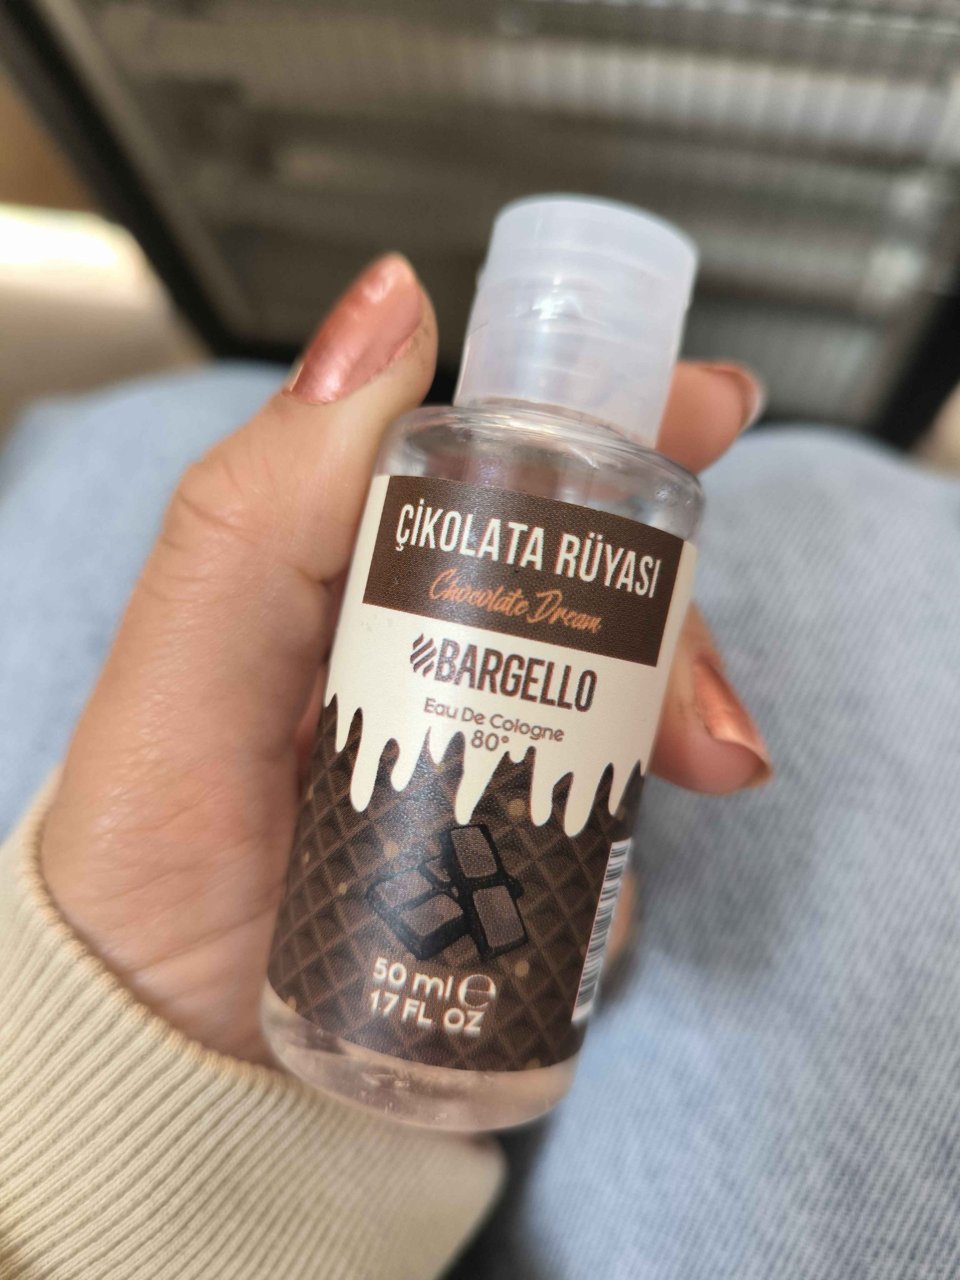 ÇİKOLATA RÜYASI
Chocolate Dream
BARGELLO
Eau De Cologne
80°
50 ml ℮
17 FL OZ